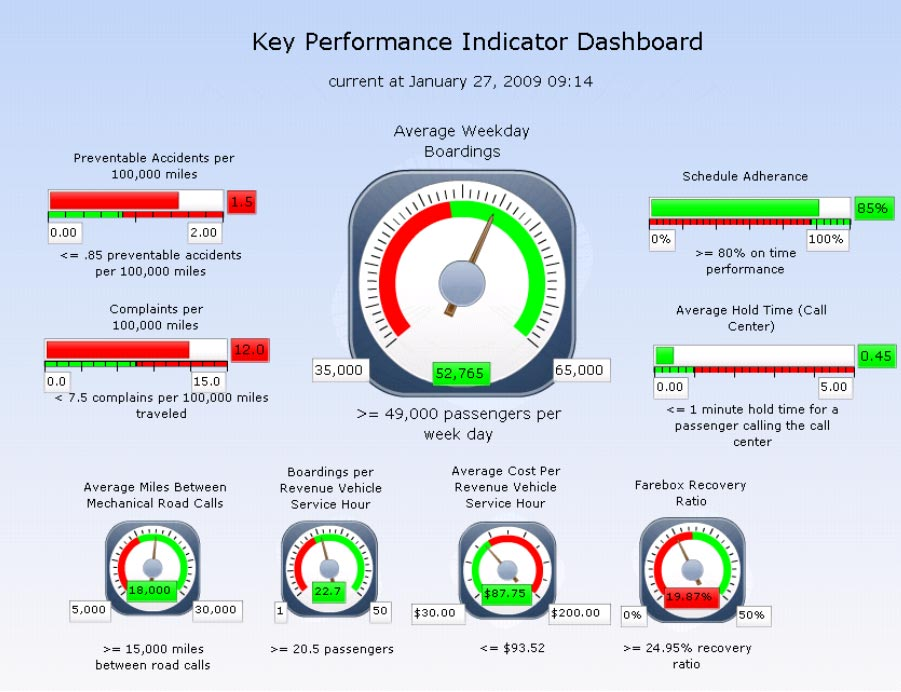 Key Performance Indicator Dashboard
current at January 27, 2009 09:14
Average Weekday
Boardings
35,000
52,765
65,000
>= 49,000 passengers per
week day
Preventable Accidents per
100,000 miles
1.5
0.00
2.00
<= .85 preventable accidents
per 100,000 miles
Complaints per
100,000 miles
12.0
0.0
15.0
< 7.5 complains per 100,000 miles
traveled
Schedule Adherance
85%
0%
100%
>= 80% on time
performance
Average Hold Time (Call
Center)
0.45
0.00
5.00
<= 1 minute hold time for a
passenger calling the call
center
Average Miles Between
Mechanical Road Calls
18,000
5,000
30,000
>= 15,000 miles
between road calls
Boardings per
Revenue Vehicle
Service Hour
22.7
1
50
>= 20.5 passengers
Average Cost Per
Revenue Vehicle
Service Hour
$87.75
$30.00
$200.00
<= $93.52
Farebox Recovery
Ratio
19.87%
0%
50%
>= 24.95% recovery
ratio